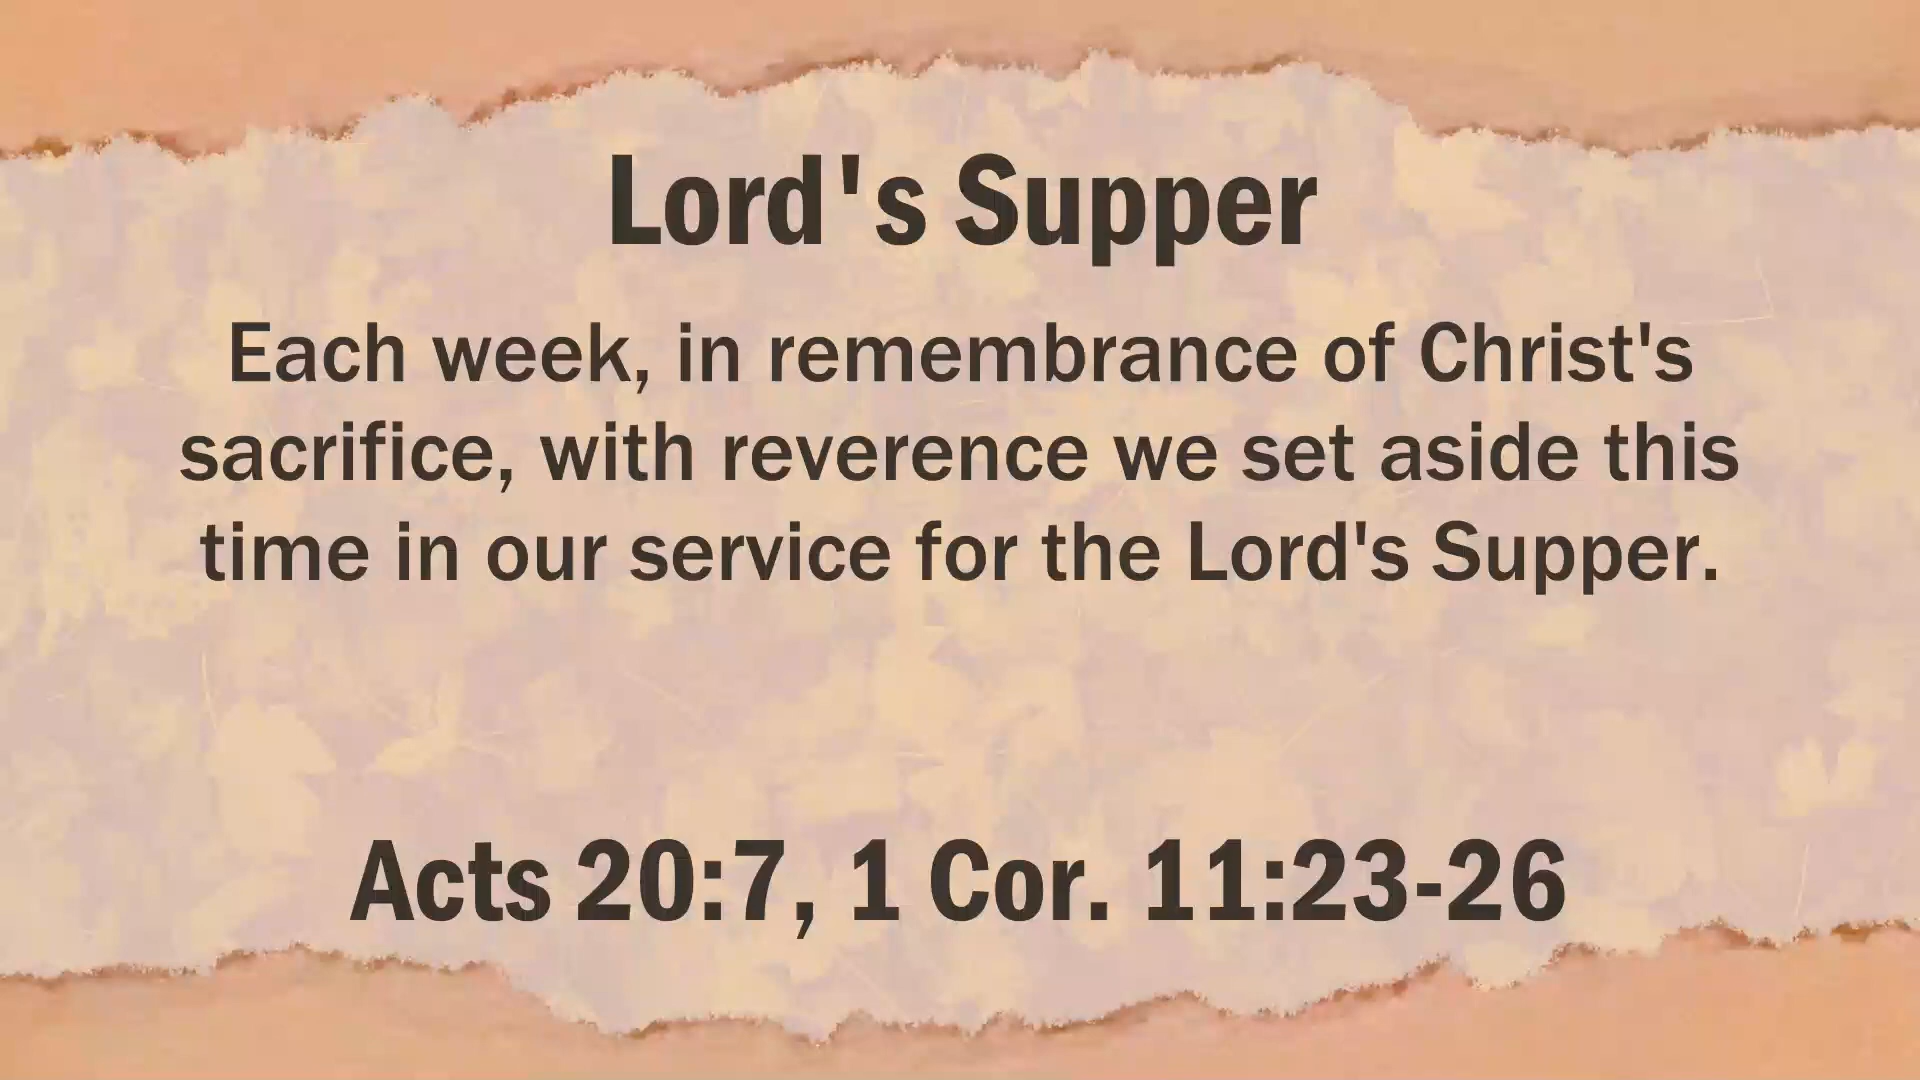 Lord's Supper
Each week, in remembrance of Christ's
sacrifice, with reverence we set aside this
time in our service for the Lord's Supper.
Acts 20:7, 1 Cor. 11:23-26